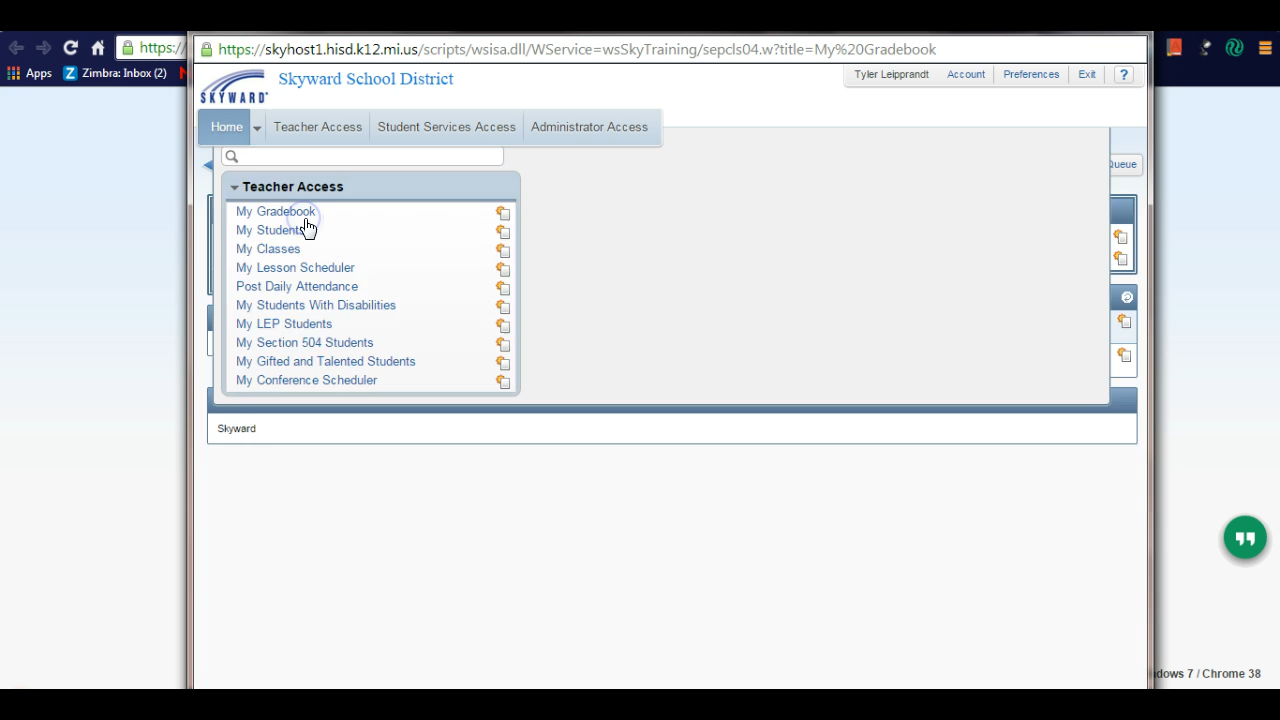 https://
https://skyhost1.hisd.k12.mi.us/scripts/wsisa.dll/WService=wsSkyTraining/sepcls04.w?title=My%20Gradebook
Apps
Zimbra: Inbox (2)
SKYWARD
Skyward School District
Tyler Leipprandt
Account
Preferences
Exit
?
Home
Teacher Access
Student Services Access
Administrator Access
Queue
Teacher Access
My Gradebook
My Students
My Classes
My Lesson Scheduler
Post Daily Attendance
My Students With Disabilities
My LEP Students
My Section 504 Students
My Gifted and Talented Students
My Conference Scheduler
Skyward
dows 7 / Chrome 38